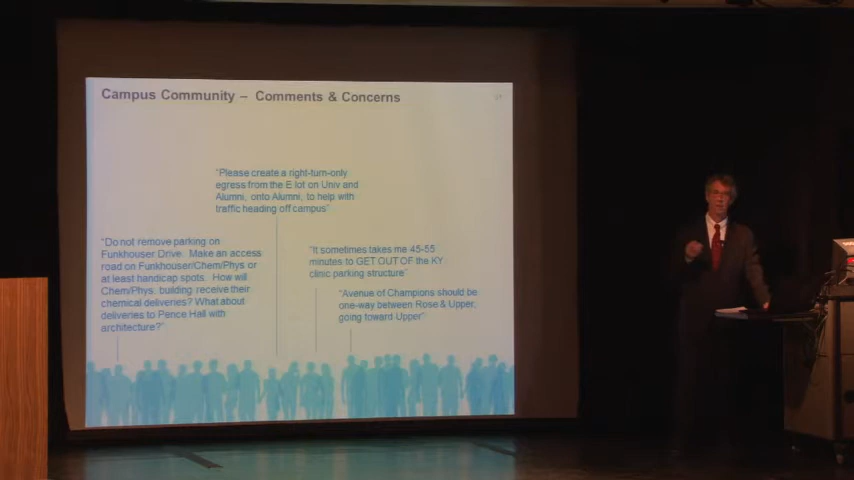 Campus Community – Comments & Concerns
"Please create a right-turn-only
egress from the E lot on Univ and
Alumni, onto Alumni, to help with
traffic heading off campus"
"Do not remove parking on
Funkhouser Drive. Make an access
road on Funkhouser/Chem/Phys or
at least handicap spots. How will
Chem/Phys. building receive their
chemical deliveries? What about
deliveries to Pence Hall with
architecture?"
"It sometimes takes me 45-55
minutes to GET OUT OF the KY
clinic parking structure"
"Avenue of Champions should be
one-way between Rose & Upper,
going toward Upper"